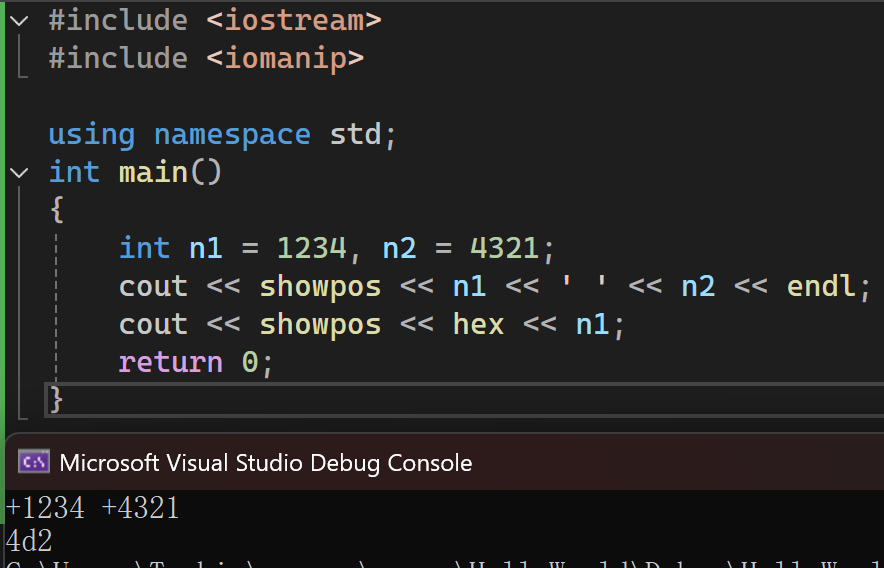 #include <iostream>
#include <iomanip>
using namespace std;
int main()
{
int n1 = 1234, n2 = 4321;
cout << showpos << n1 << ' ' << n2 << endl;
cout << showpos << hex << n1;
return 0;
}
Microsoft Visual Studio Debug Console
+1234 +4321
4d2